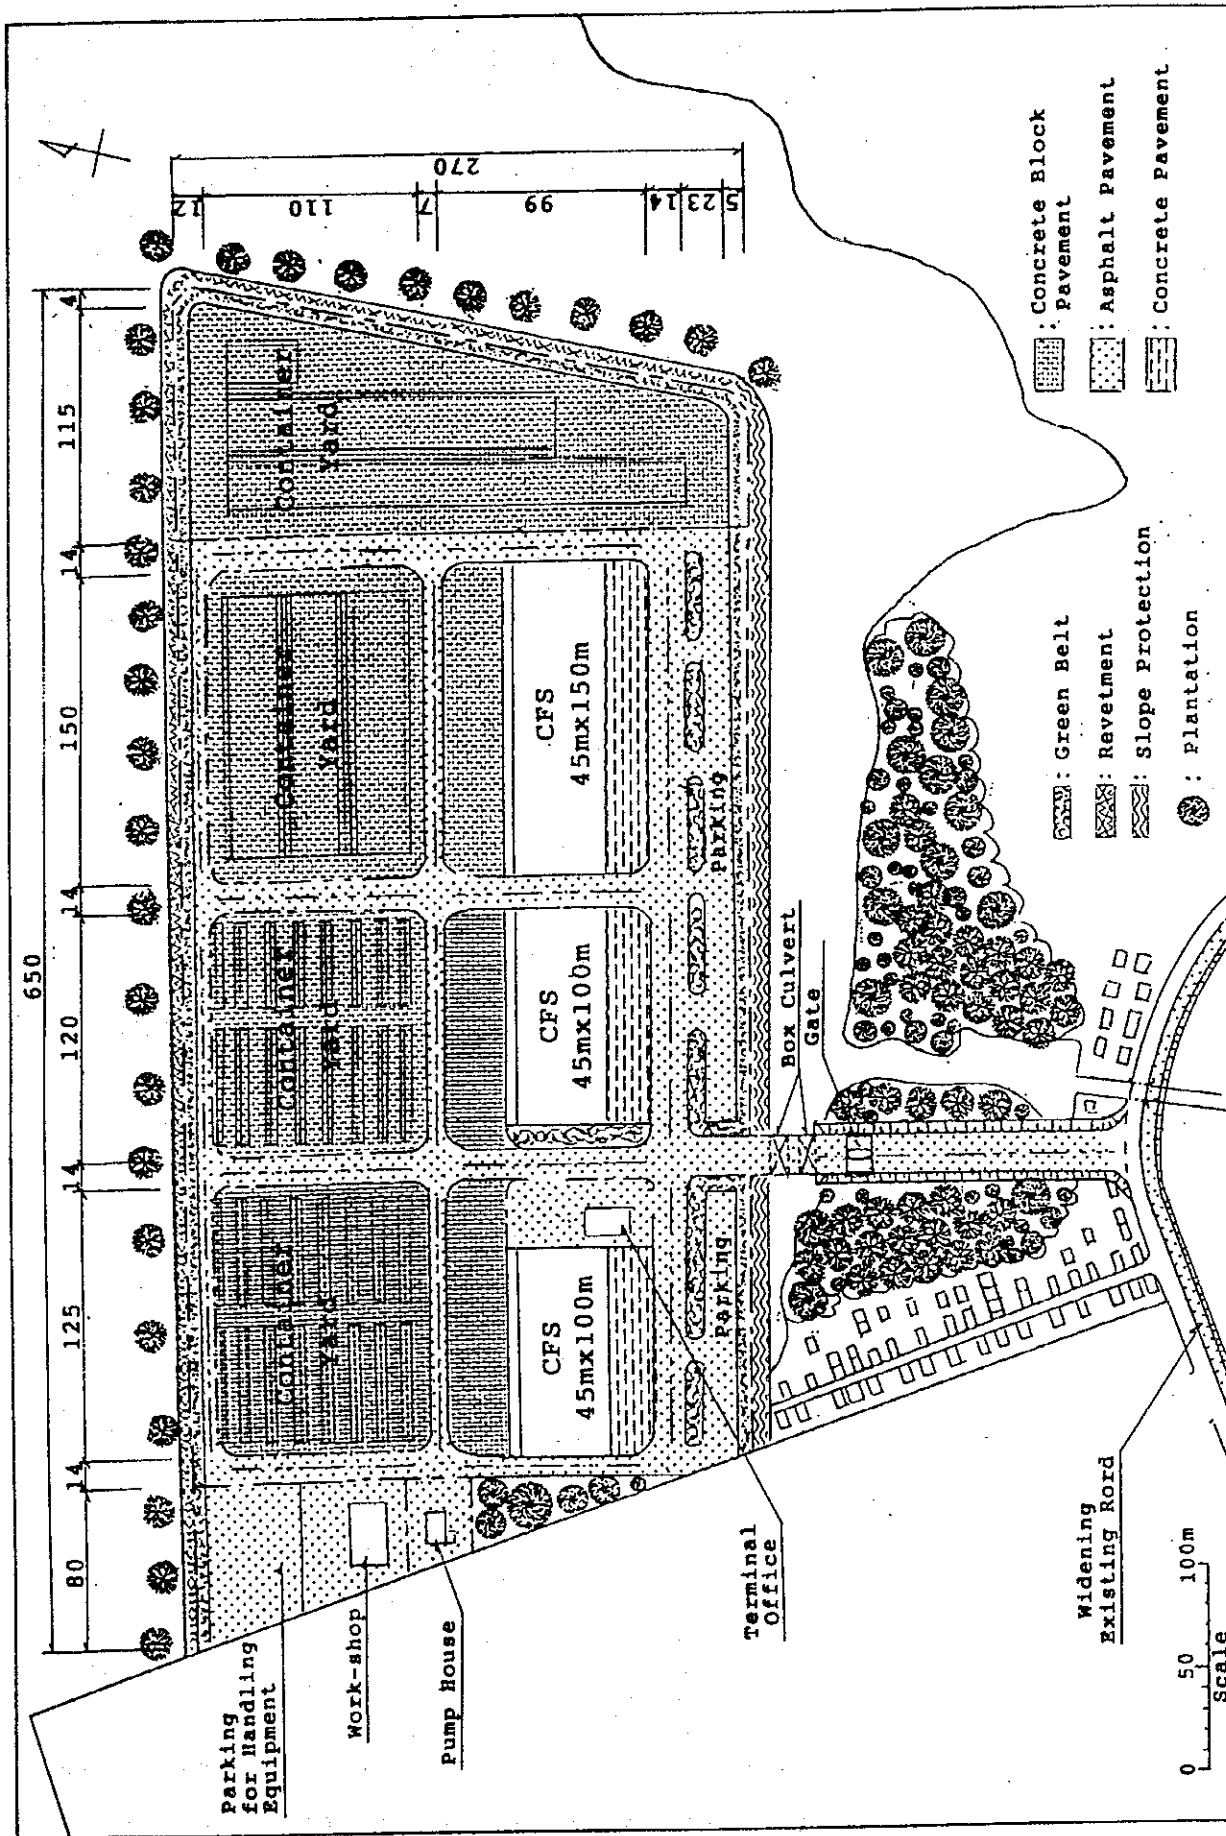 650
80
14
125
14
120
14
150
14
115
4
12
110
7
99
14
23
5
270
Container
Yard
Container
Yard
Container
Yard
Container
Yard
CFS
45mx100m
CFS
45mx100m
CFS
45mx150m
Parking
Parking
Parking
for Handling
Equipment
Work-shop
Pump House
Terminal
Office
Box Culvert
Gate
Widening
Existing Rord
0 50 100m
Scale
: Green Belt
: Revetment
: Slope Protection
: Plantation
: Concrete Block
Pavement
: Asphalt Pavement
: Concrete Pavement